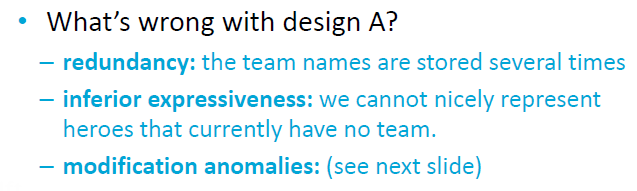 • What's wrong with design A?
– redundancy: the team names are stored several times
– inferior expressiveness: we cannot nicely represent
heroes that currently have no team.
– modification anomalies: (see next slide)